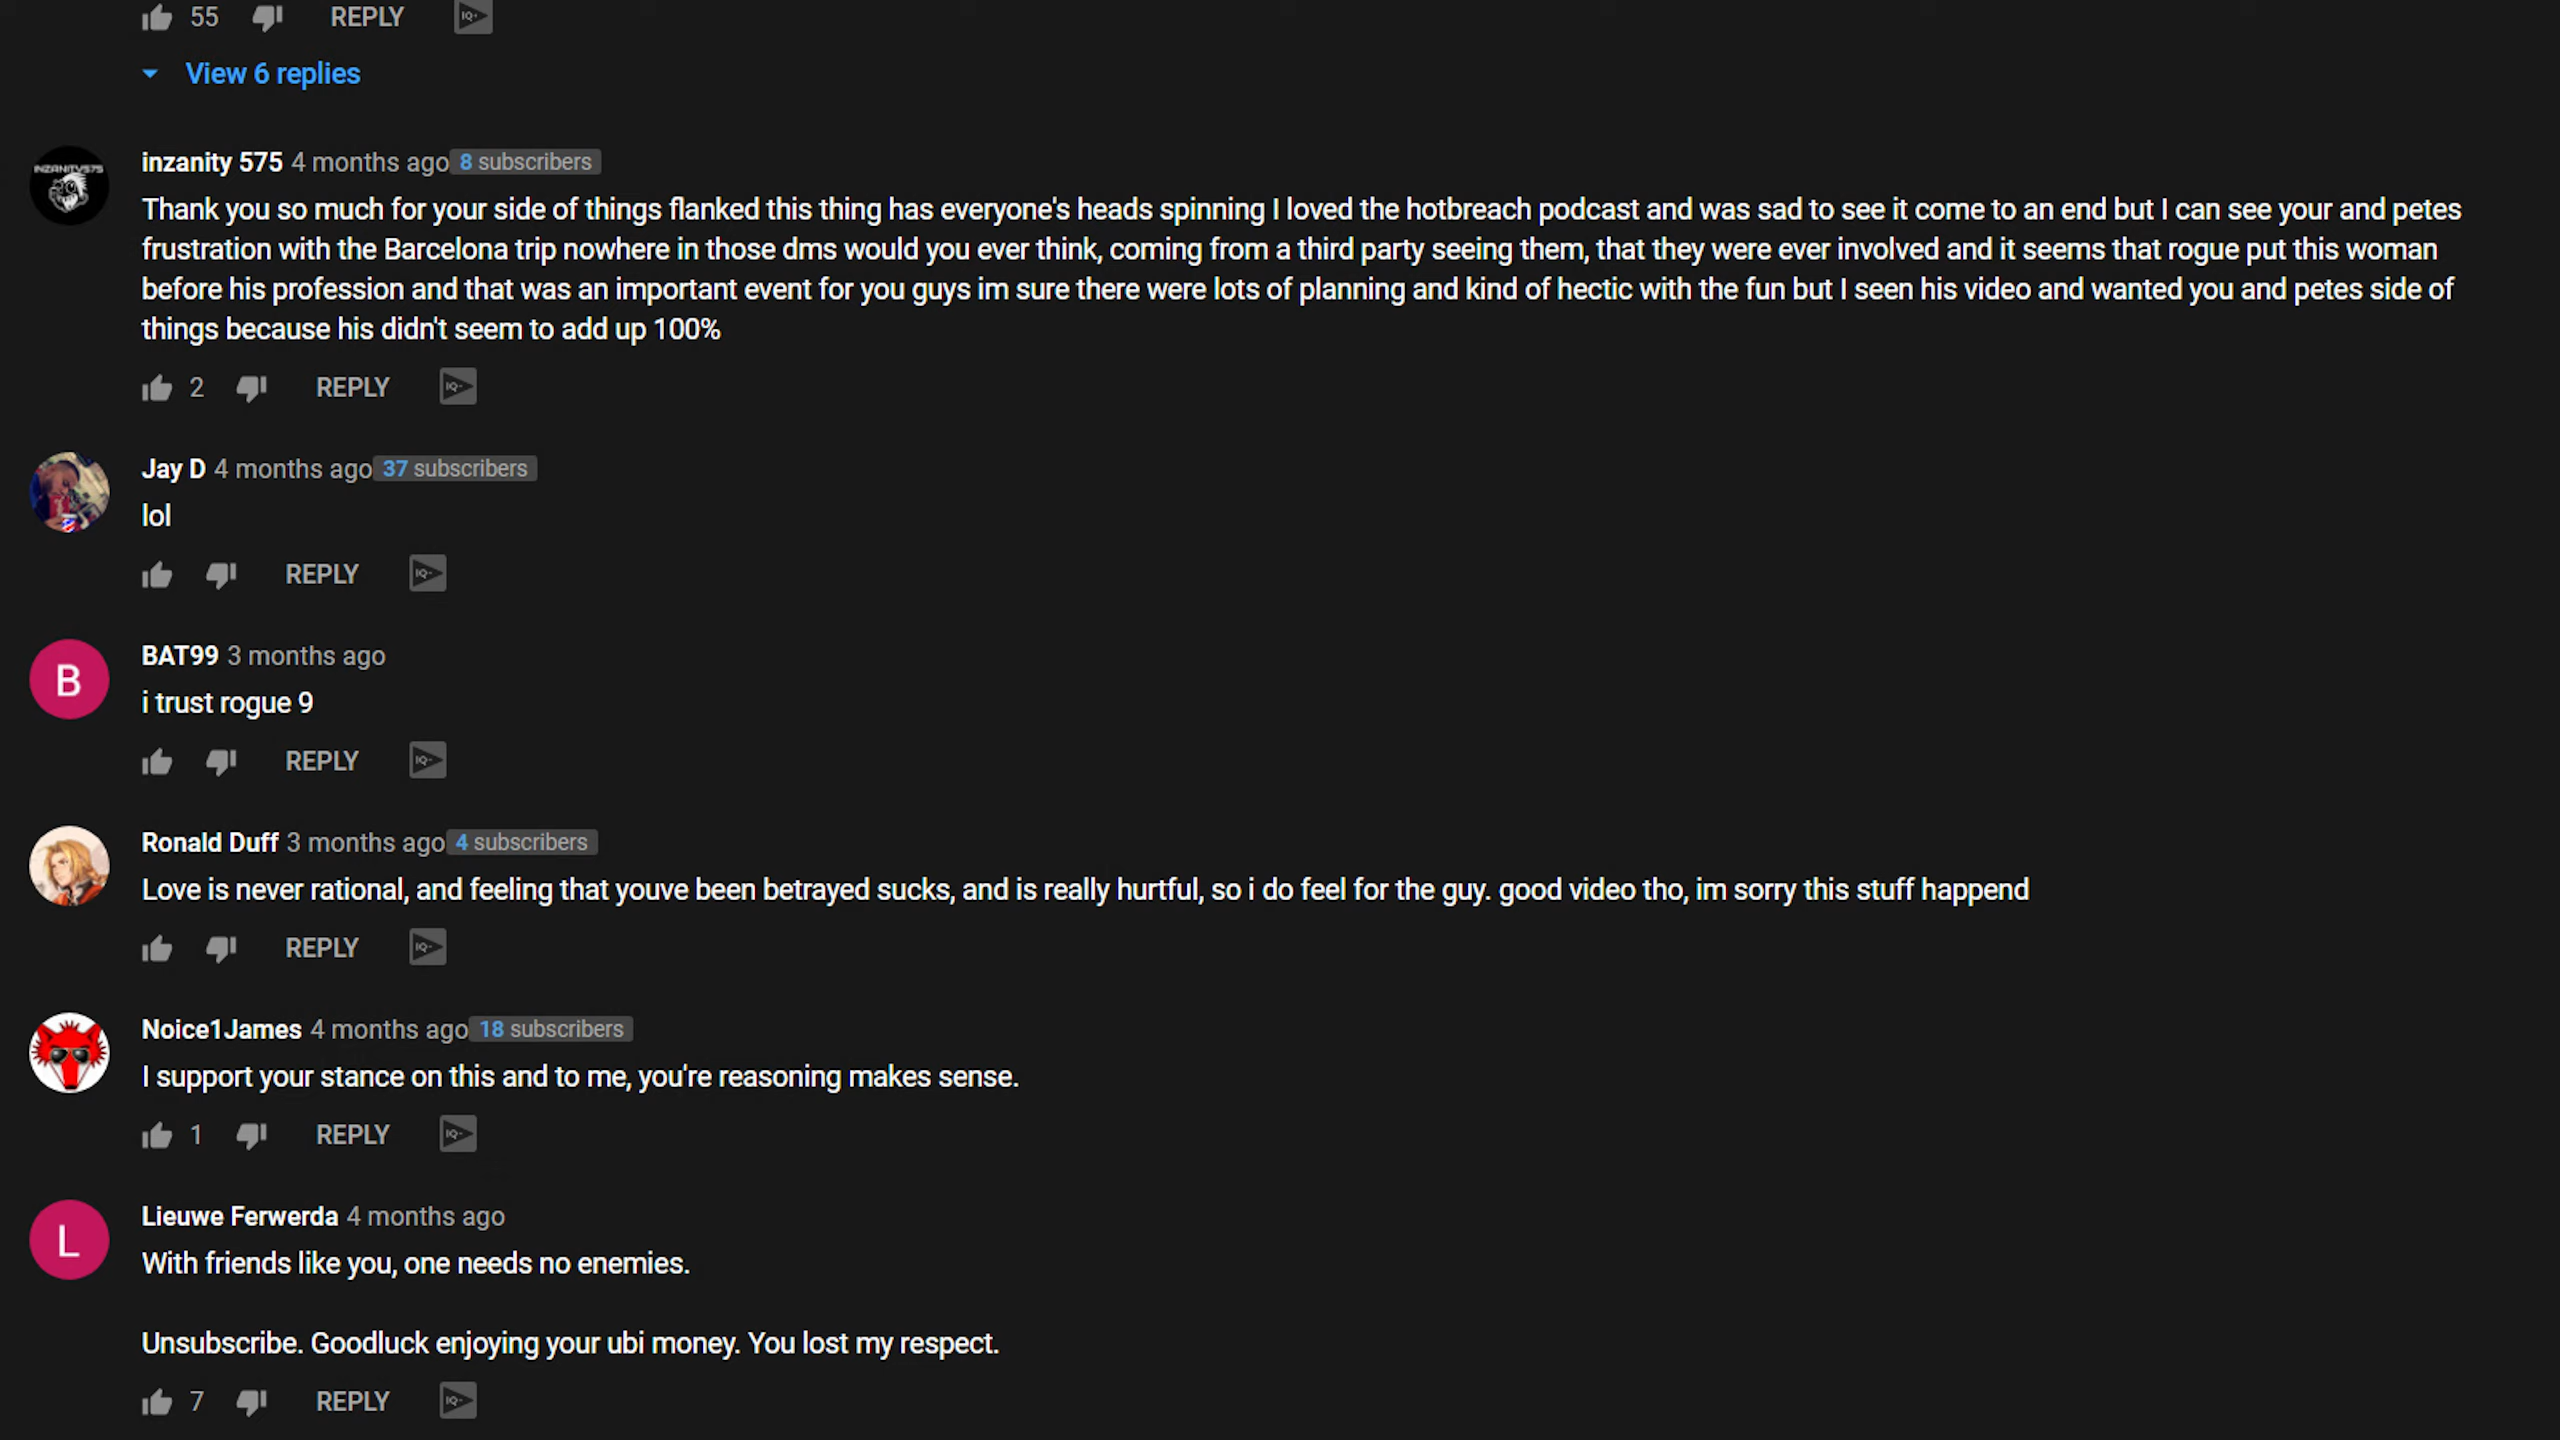 55 REPLY IQ
View 6 replies
INZANITY575
inzanity 575 4 months ago 8 subscribers
Thank you so much for your side of things flanked this thing has everyone's heads spinning I loved the hotbreach podcast and was sad to see it come to an end but I can see your and petes
frustration with the Barcelona trip nowhere in those dms would you ever think, coming from a third party seeing them, that they were ever involved and it seems that rogue put this woman
before his profession and that was an important event for you guys im sure there were lots of planning and kind of hectic with the fun but I seen his video and wanted you and petes side of
things because his didn't seem to add up 100%
2 REPLY IQ
Jay D 4 months ago 37 subscribers
lol
REPLY IQ
B
BAT99 3 months ago
i trust rogue 9
REPLY IQ
Ronald Duff 3 months ago 4 subscribers
Love is never rational, and feeling that youve been betrayed sucks, and is really hurtful, so i do feel for the guy. good video tho, im sorry this stuff happend
REPLY IQ
Noice1James 4 months ago 18 subscribers
I support your stance on this and to me, you're reasoning makes sense.
1 REPLY IQ
L
Lieuwe Ferwerda 4 months ago
With friends like you, one needs no enemies.
Unsubscribe. Goodluck enjoying your ubi money. You lost my respect.
7 REPLY IQ